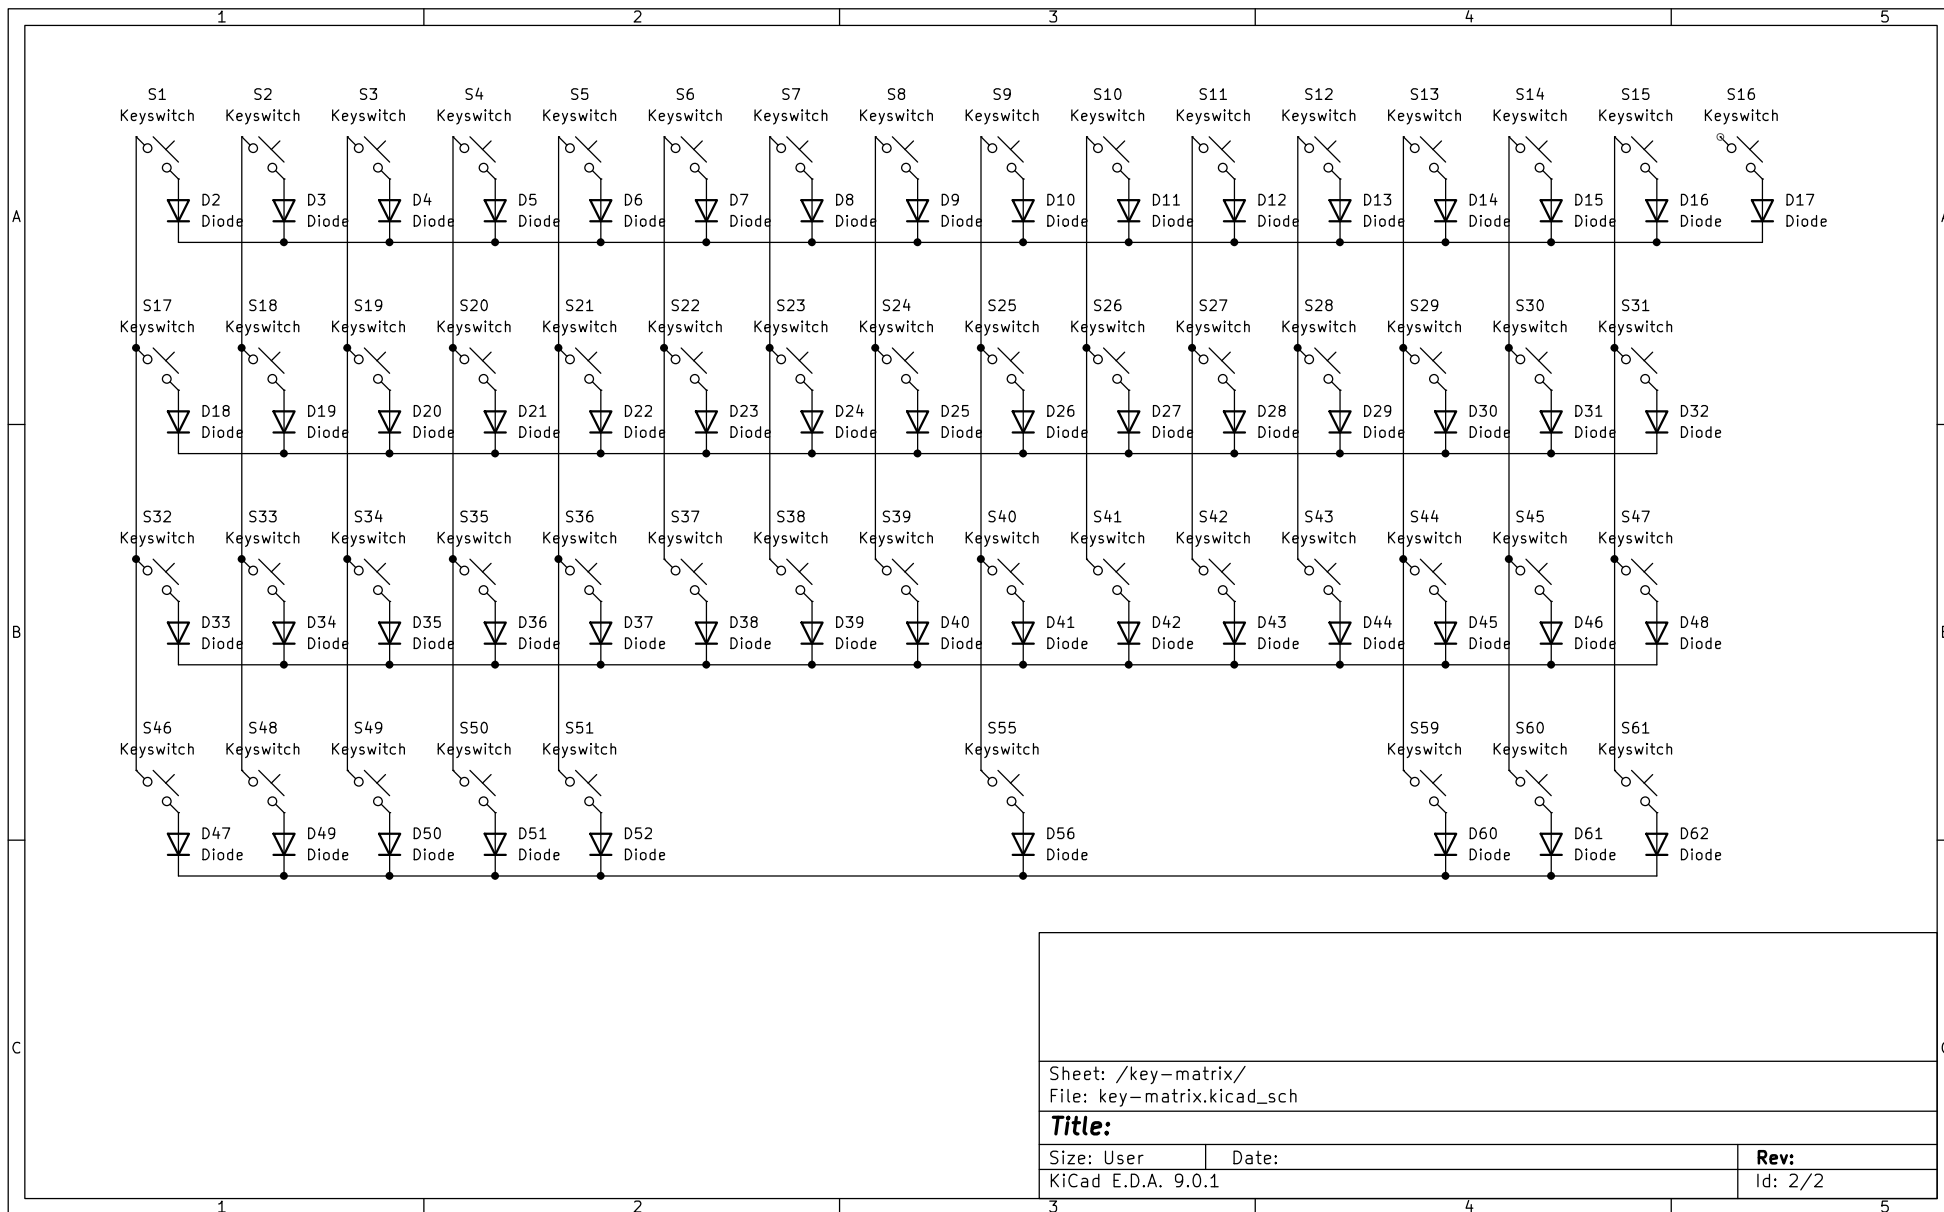 1 2 3 4 5
S1 S2 S3 S4 S5 S6 S7 S8 S9 S10 S11 S12 S13 S14 S15 S16
Keyswitch Keyswitch Keyswitch Keyswitch Keyswitch Keyswitch Keyswitch Keyswitch Keyswitch Keyswitch Keyswitch Keyswitch Keyswitch Keyswitch Keyswitch Keyswitch
D2 D3 D4 D5 D6 D7 D8 D9 D10 D11 D12 D13 D14 D15 D16 D17
A Diode Diode Diode Diode Diode Diode Diode Diode Diode Diode Diode Diode Diode Diode Diode Diode
S17 S18 S19 S20 S21 S22 S23 S24 S25 S26 S27 S28 S29 S30 S31
Keyswitch Keyswitch Keyswitch Keyswitch Keyswitch Keyswitch Keyswitch Keyswitch Keyswitch Keyswitch Keyswitch Keyswitch Keyswitch Keyswitch Keyswitch
D18 D19 D20 D21 D22 D23 D24 D25 D26 D27 D28 D29 D30 D31 D32
Diode Diode Diode Diode Diode Diode Diode Diode Diode Diode Diode Diode Diode Diode Diode
S32 S33 S34 S35 S36 S37 S38 S39 S40 S41 S42 S43 S44 S45 S47
Keyswitch Keyswitch Keyswitch Keyswitch Keyswitch Keyswitch Keyswitch Keyswitch Keyswitch Keyswitch Keyswitch Keyswitch Keyswitch Keyswitch Keyswitch
D33 D34 D35 D36 D37 D38 D39 D40 D41 D42 D43 D44 D45 D46 D48
B Diode Diode Diode Diode Diode Diode Diode Diode Diode Diode Diode Diode Diode Diode Diode
S46 S48 S49 S50 S51 S55 S59 S60 S61
Keyswitch Keyswitch Keyswitch Keyswitch Keyswitch Keyswitch Keyswitch Keyswitch Keyswitch
D47 D49 D50 D51 D52 D56 D60 D61 D62
Diode Diode Diode Diode Diode Diode Diode Diode Diode
C
Sheet: /key-matrix/
File: key-matrix.kicad_sch
Title:
Size: User Date: Rev:
KiCad E.D.A. 9.0.1 Id: 2/2
1 2 3 4 5